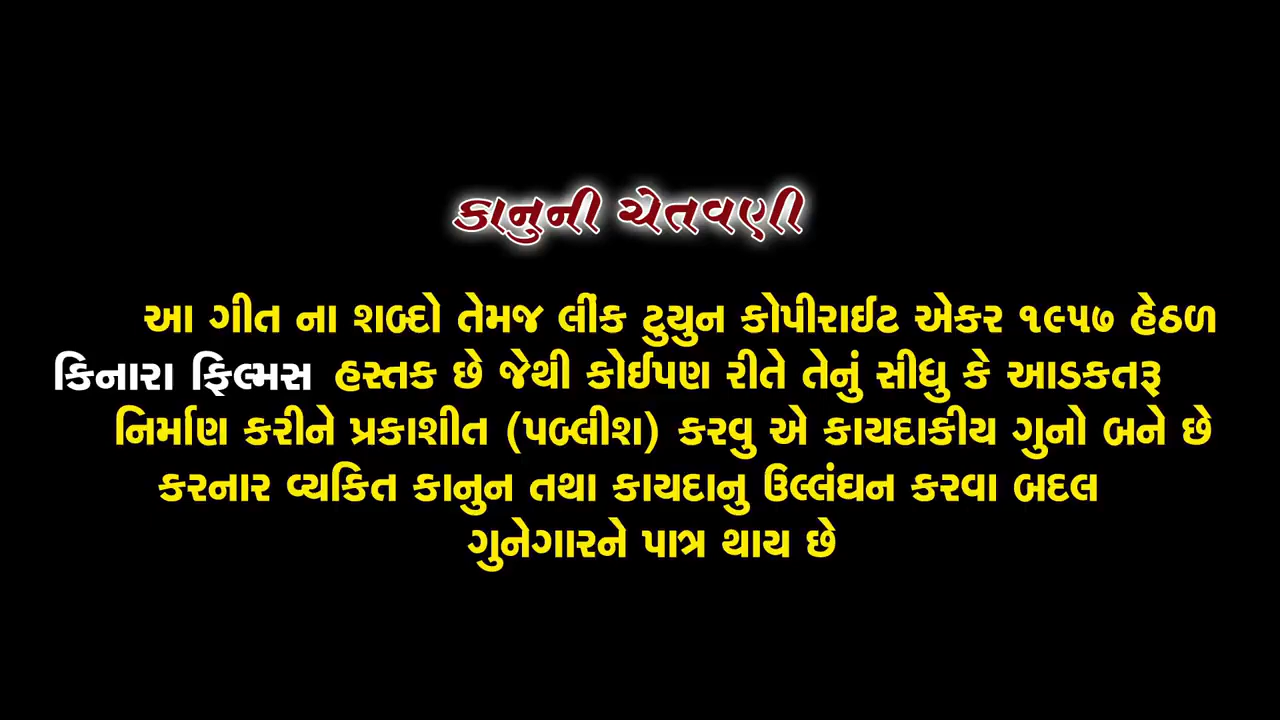 કાનુની ચેતવણી
આ ગીત ના શબ્દો તેમજ લીંક ટુયુન કોપીરાઈટ એકર ૧૯૫૭ હેઠળ
કિનારા ફિલ્મસ હસ્તક છે જેથી કોઈપણ રીતે તેનું સીધુ કે આડકતરૂ
નિર્માણ કરીને પ્રકાશીત (પબ્લીશ) કરવુ એ કાયદાકીય ગુનો બને છે
કરનાર વ્યકિત કાનુન તથા કાયદાનુ ઉલ્લંઘન કરવા બદલ
ગુનેગારને પાત્ર થાય છે